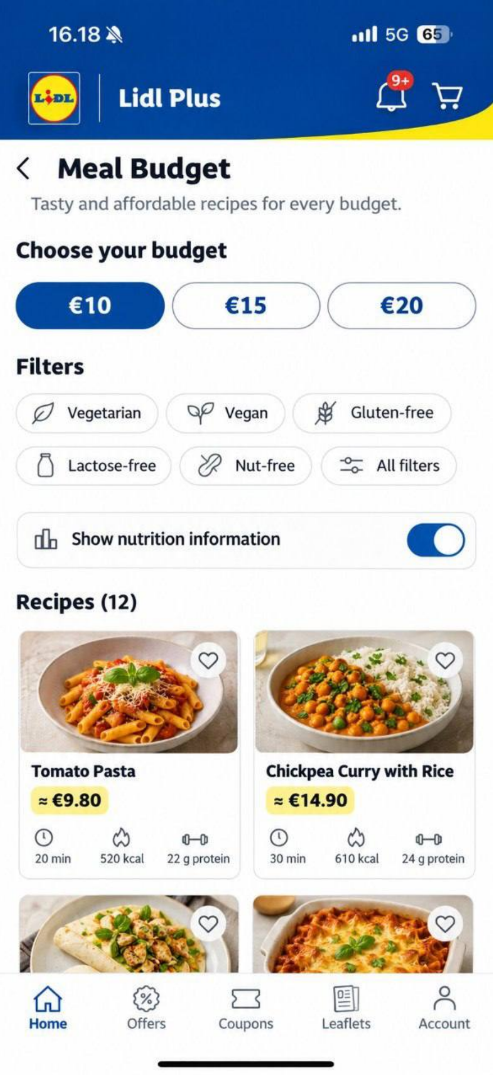 16.18 5G 65
LIDL Lidl Plus 9+
Meal Budget
Tasty and affordable recipes for every budget.
Choose your budget
€10 €15 €20
Filters
Vegetarian Vegan Gluten-free
Lactose-free Nut-free All filters
Show nutrition information
Recipes (12)
Tomato Pasta
≈ €9.80
20 min 520 kcal 22 g protein
Chickpea Curry with Rice
≈ €14.90
30 min 610 kcal 24 g protein
Home Offers Coupons Leaflets Account